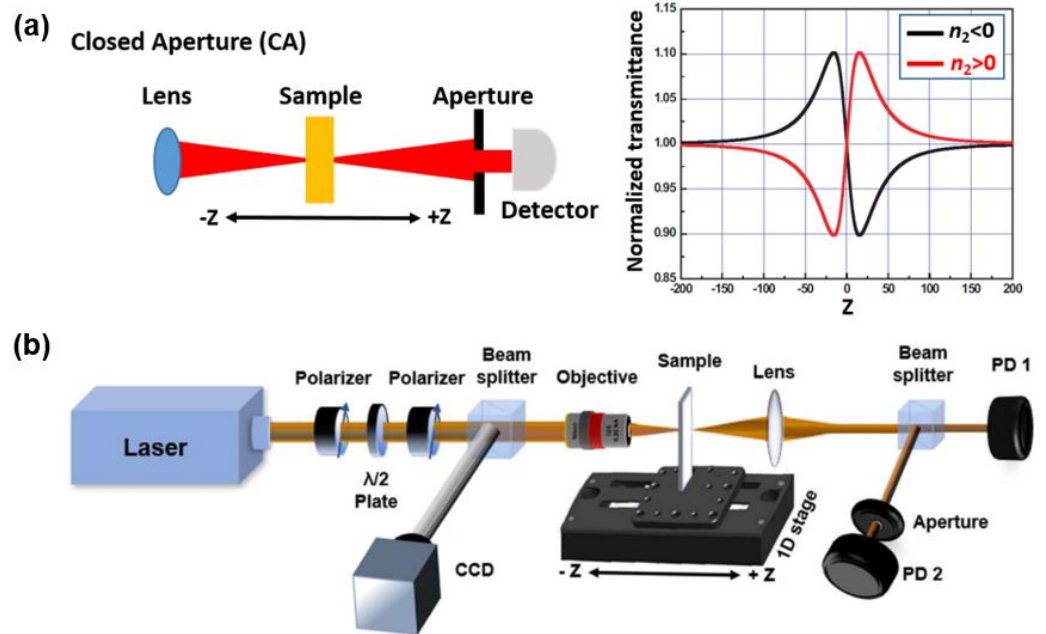 (a)
Closed Aperture (CA)
Lens
Sample
Aperture
-Z
+Z
Detector
Normalized transmittance
1.15
1.10
1.05
1.00
0.95
0.90
0.85
-200 -150 -100 -50 0 50 100 150 200
Z
n₂<0
n₂>0
(b)
Laser
Polarizer
λ/2
Plate
Polarizer
Beam
splitter
CCD
Objective
Sample
Lens
1D stage
- Z
+ Z
Beam
splitter
PD 1
Aperture
PD 2